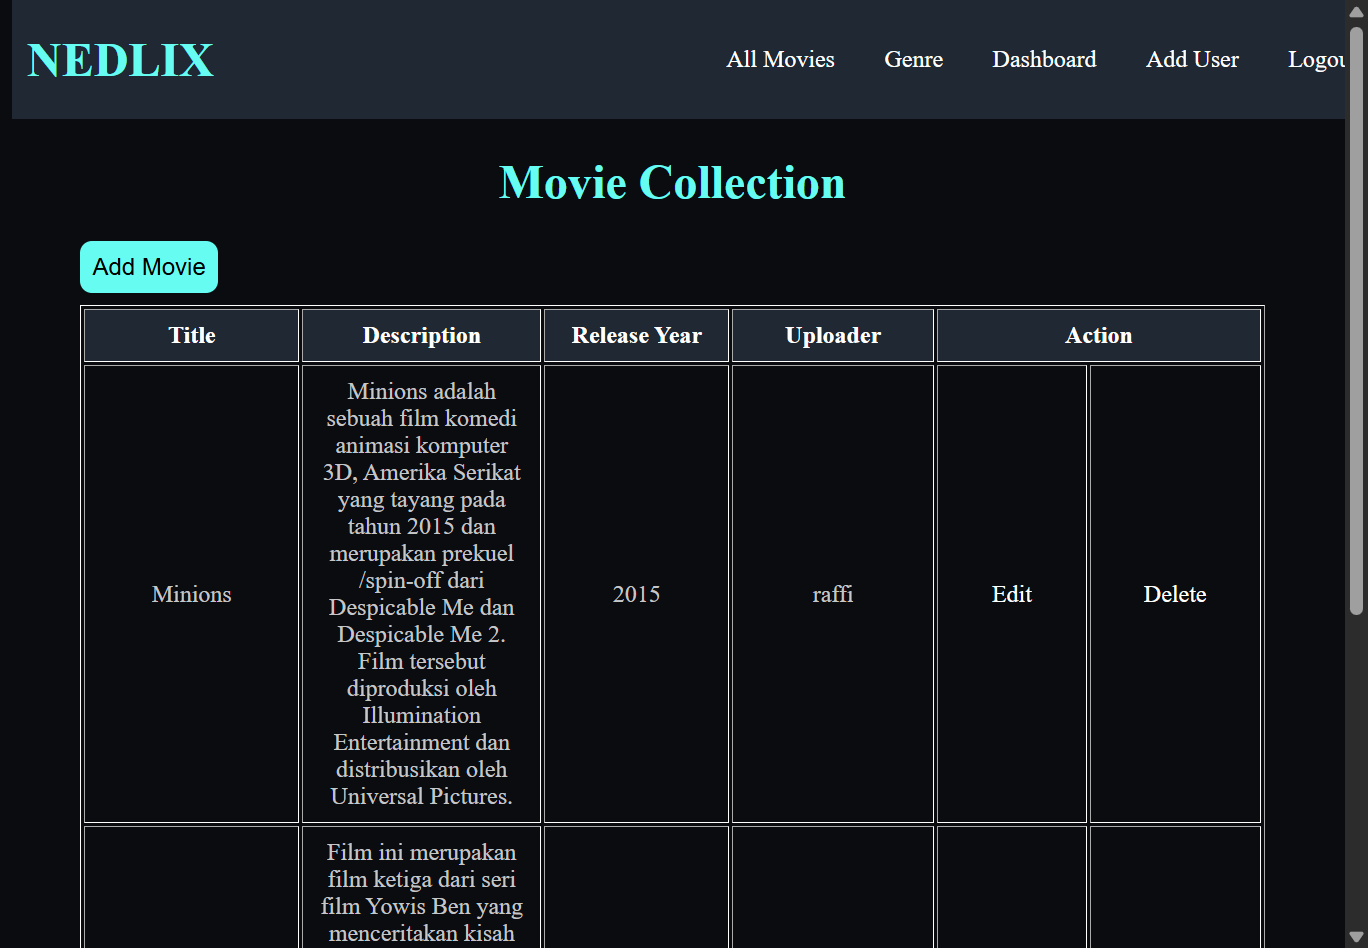 NEDLIX
All Movies Genre Dashboard Add User Logou
Movie Collection
Add Movie
Title Description Release Year Uploader Action
Minions adalah
sebuah film komedi
animasi komputer
3D, Amerika Serikat
yang tayang pada
tahun 2015 dan
merupakan prekuel
/spin-off dari
Minions 2015 raffi Edit Delete
Despicable Me dan
Despicable Me 2.
Film tersebut
diproduksi oleh
Illumination
Entertainment dan
distribusikan oleh
Universal Pictures.
Film ini merupakan
film ketiga dari seri
film Yowis Ben yang
menceritakan kisah